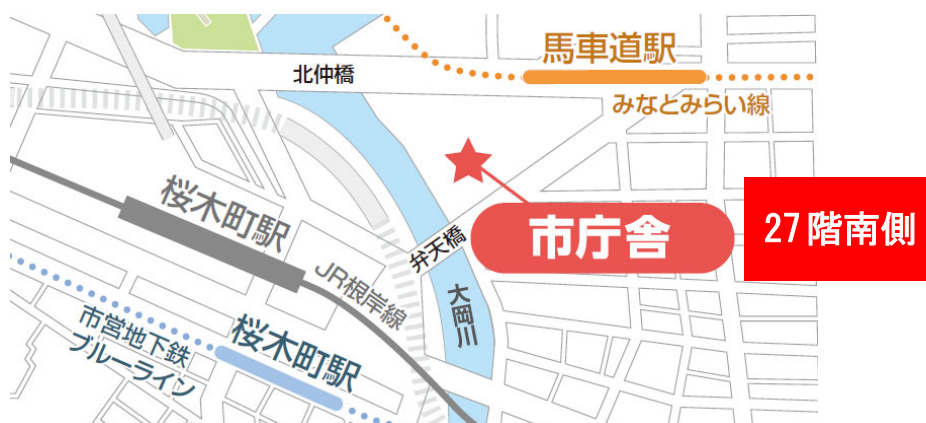 馬車道駅
北仲橋
みなとみらい線
桜木町駅
市庁舎
27階南側
弁天橋
JR根岸線
大岡川
市営地下鉄
ブルーライン
桜木町駅